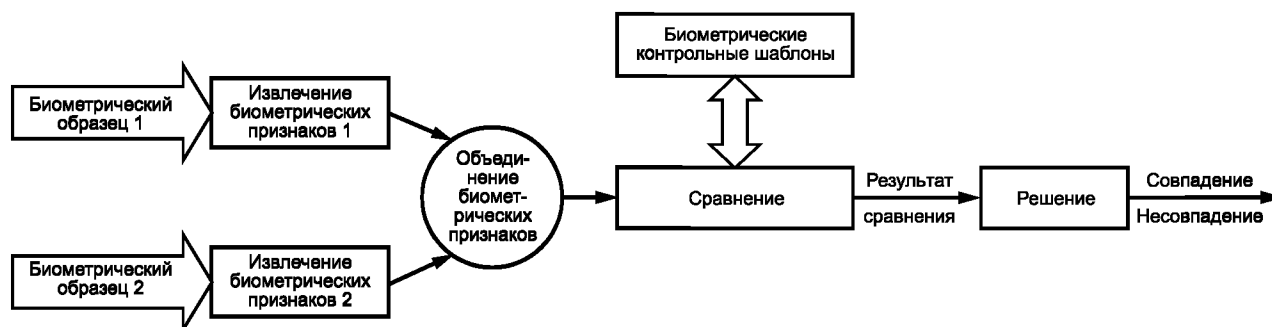 Биометрические
контрольные шаблоны
Биометрический
образец 1
Извлечение
биометрических
признаков 1
Объеди-
нение
биомет-
рических
признаков
Сравнение
Результат
сравнения
Решение
Совпадение
Несовпадение
Биометрический
образец 2
Извлечение
биометрических
признаков 2